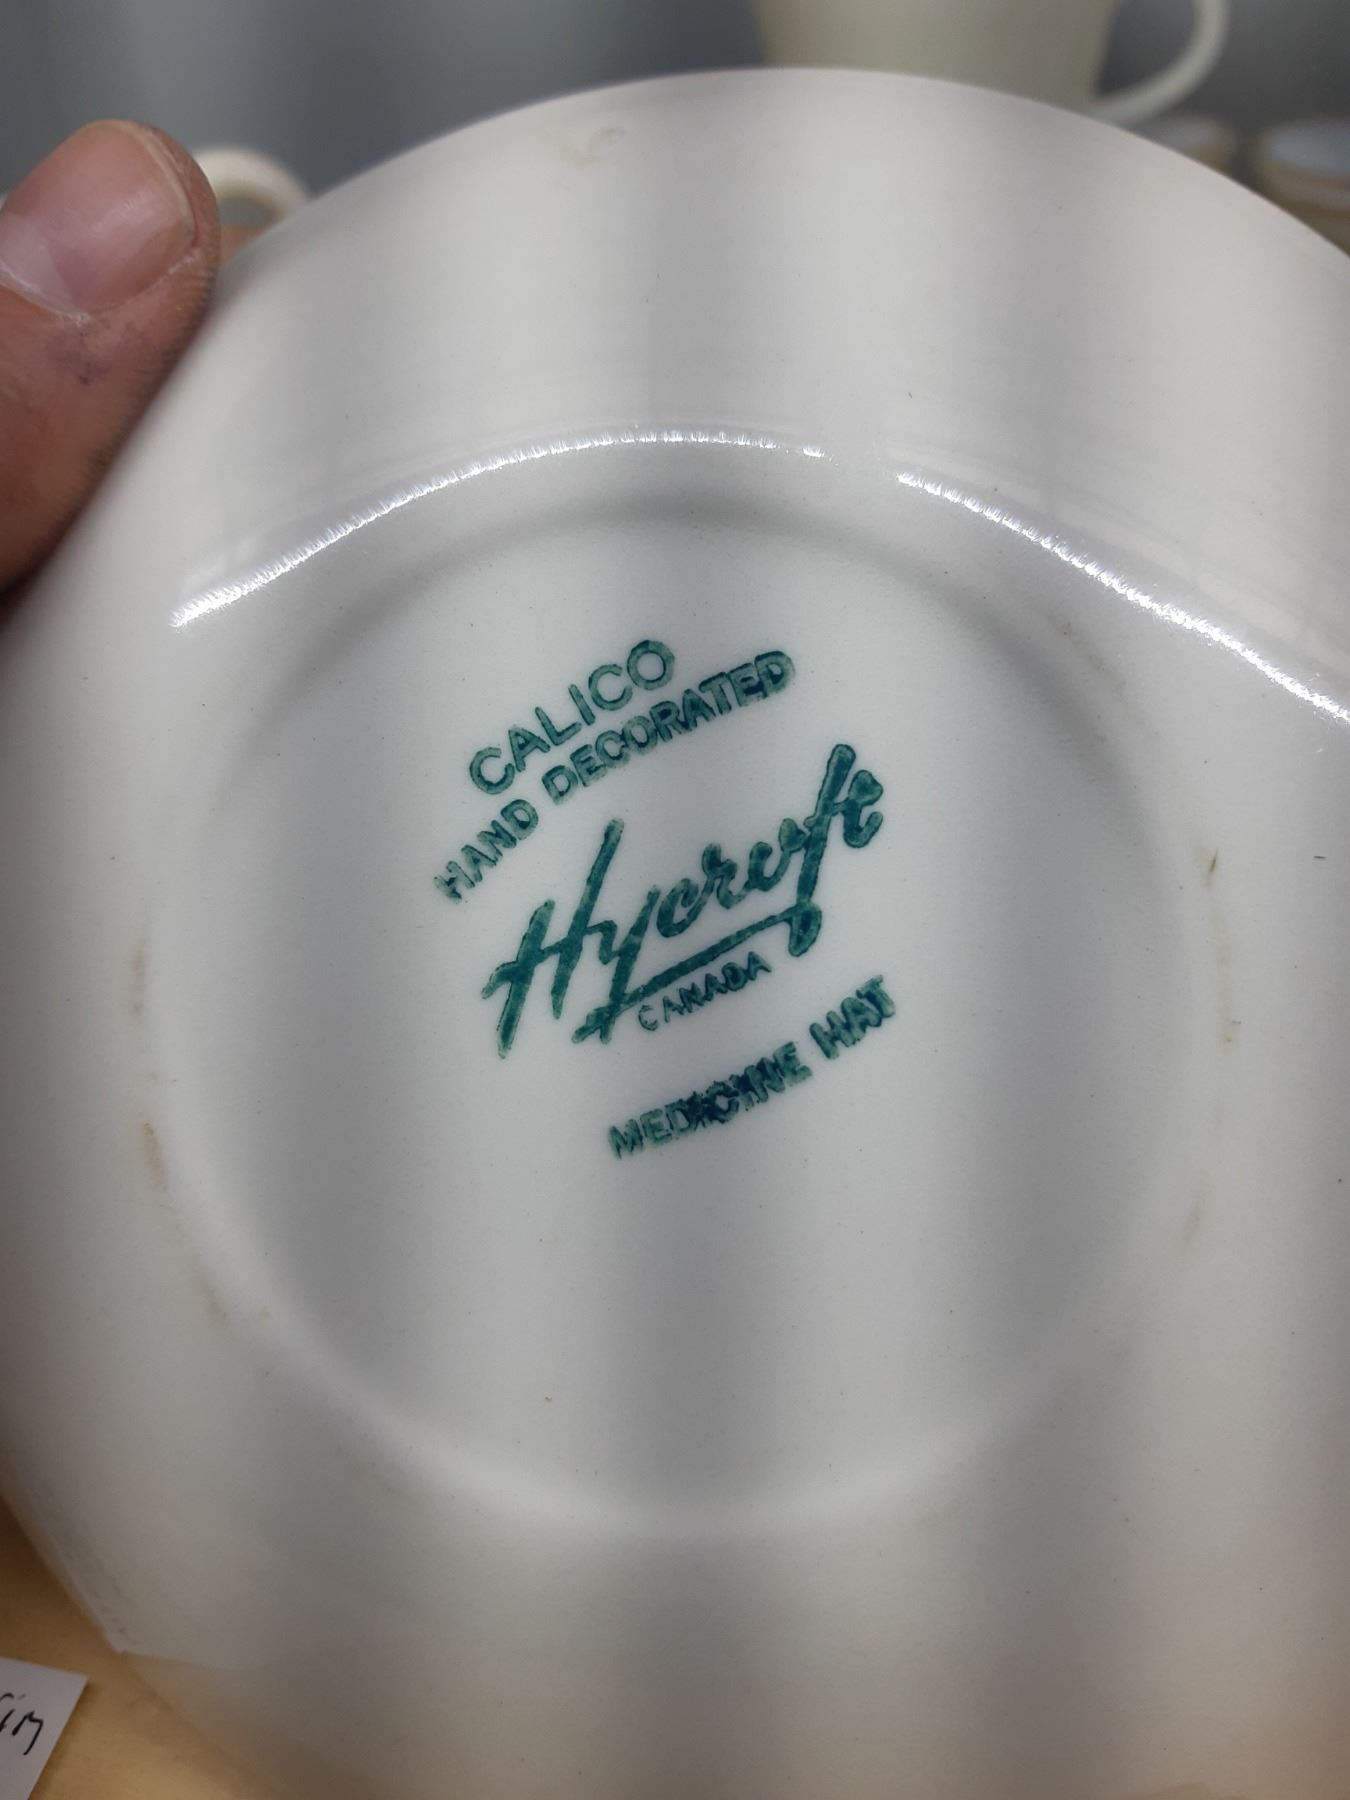 CALICO
HAND DECORATED
Hycroft
CANADA
MEDICINE HAT